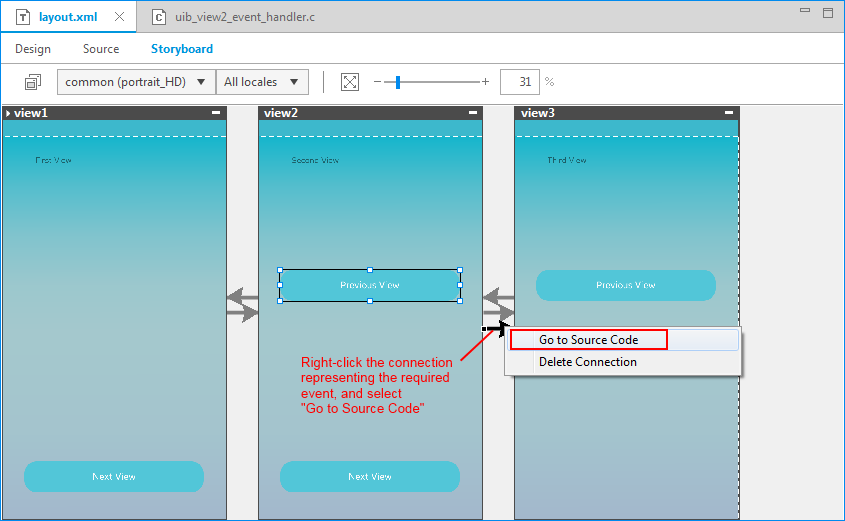 layout.xml
uib_view2_event_handler.c
Design Source Storyboard
common (portrait_HD) All locales 31 %
view1 view2 view3
First View Second View Third View
Previous View Previous View
Go to Source Code
Delete Connection
Right-click the connection
representing the required
event, and select
"Go to Source Code"
Next View Next View